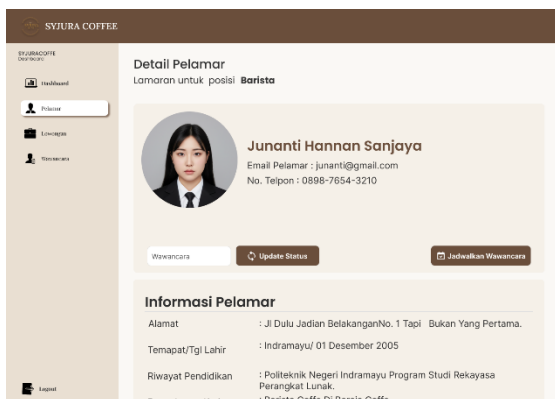 SYJURA COFFEE
SYJURACOFFE
Dashboard
Dashboard
Pelamar
Lowongan
Wawancara
Logout
Detail Pelamar
Lamaran untuk posisi Barista
Junanti Hannan Sanjaya
Email Pelamar : junanti@gmail.com
No. Telpon : 0898-7654-3210
Wawancara
Update Status
Jadwalkan Wawancara
Informasi Pelamar
Alamat : Jl Dulu Jadian BelakanganNo. 1 Tapi Bukan Yang Pertama.
Temapat/Tgl Lahir : Indramayu/ 01 Desember 2005
Riwayat Pendidikan : Politeknik Negeri Indramayu Program Studi Rekayasa
Perangkat Lunak.